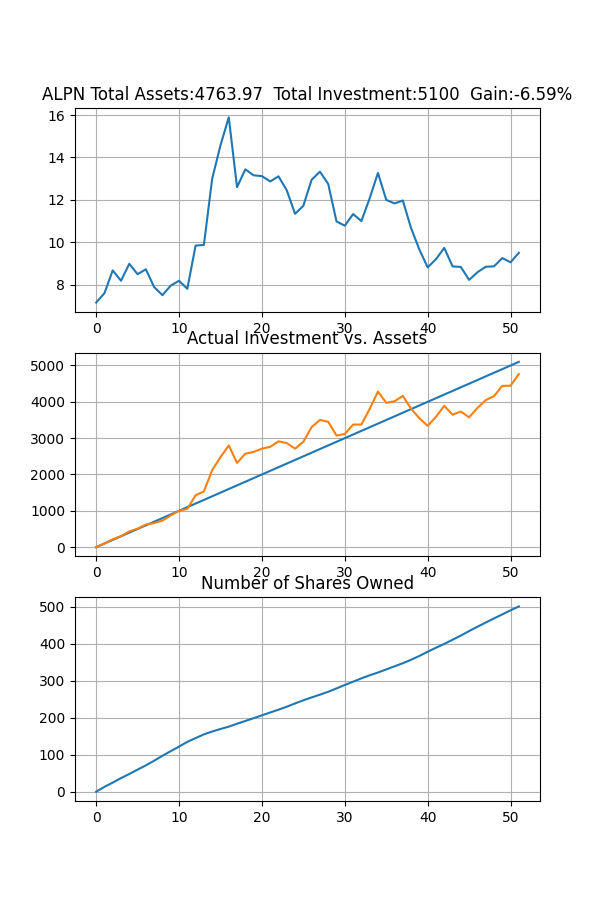 ALPN Total Assets:4763.97  Total Investment:5100  Gain:-6.59%
16
14
12
10
8
0 10 20 30 40 50
Actual Investment vs. Assets
5000
4000
3000
2000
1000
0
0 10 20 30 40 50
Number of Shares Owned
500
400
300
200
100
0
0 10 20 30 40 50